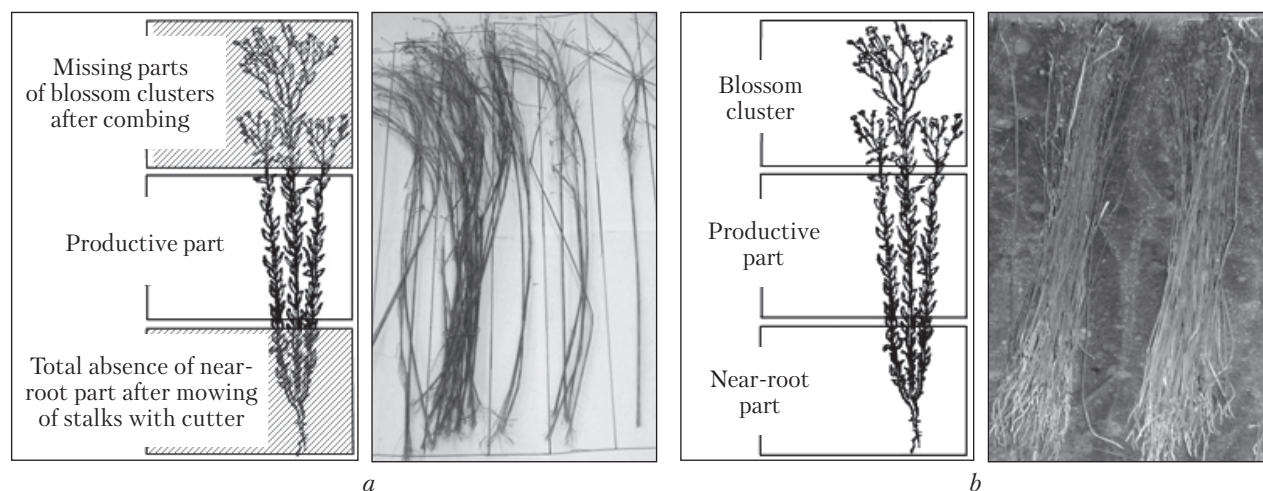 Missing parts
of blossom clusters
after combing
Productive part
Total absence of near-
root part after mowing
of stalks with cutter
a
Blossom
cluster
Productive
part
Near-root
part
b